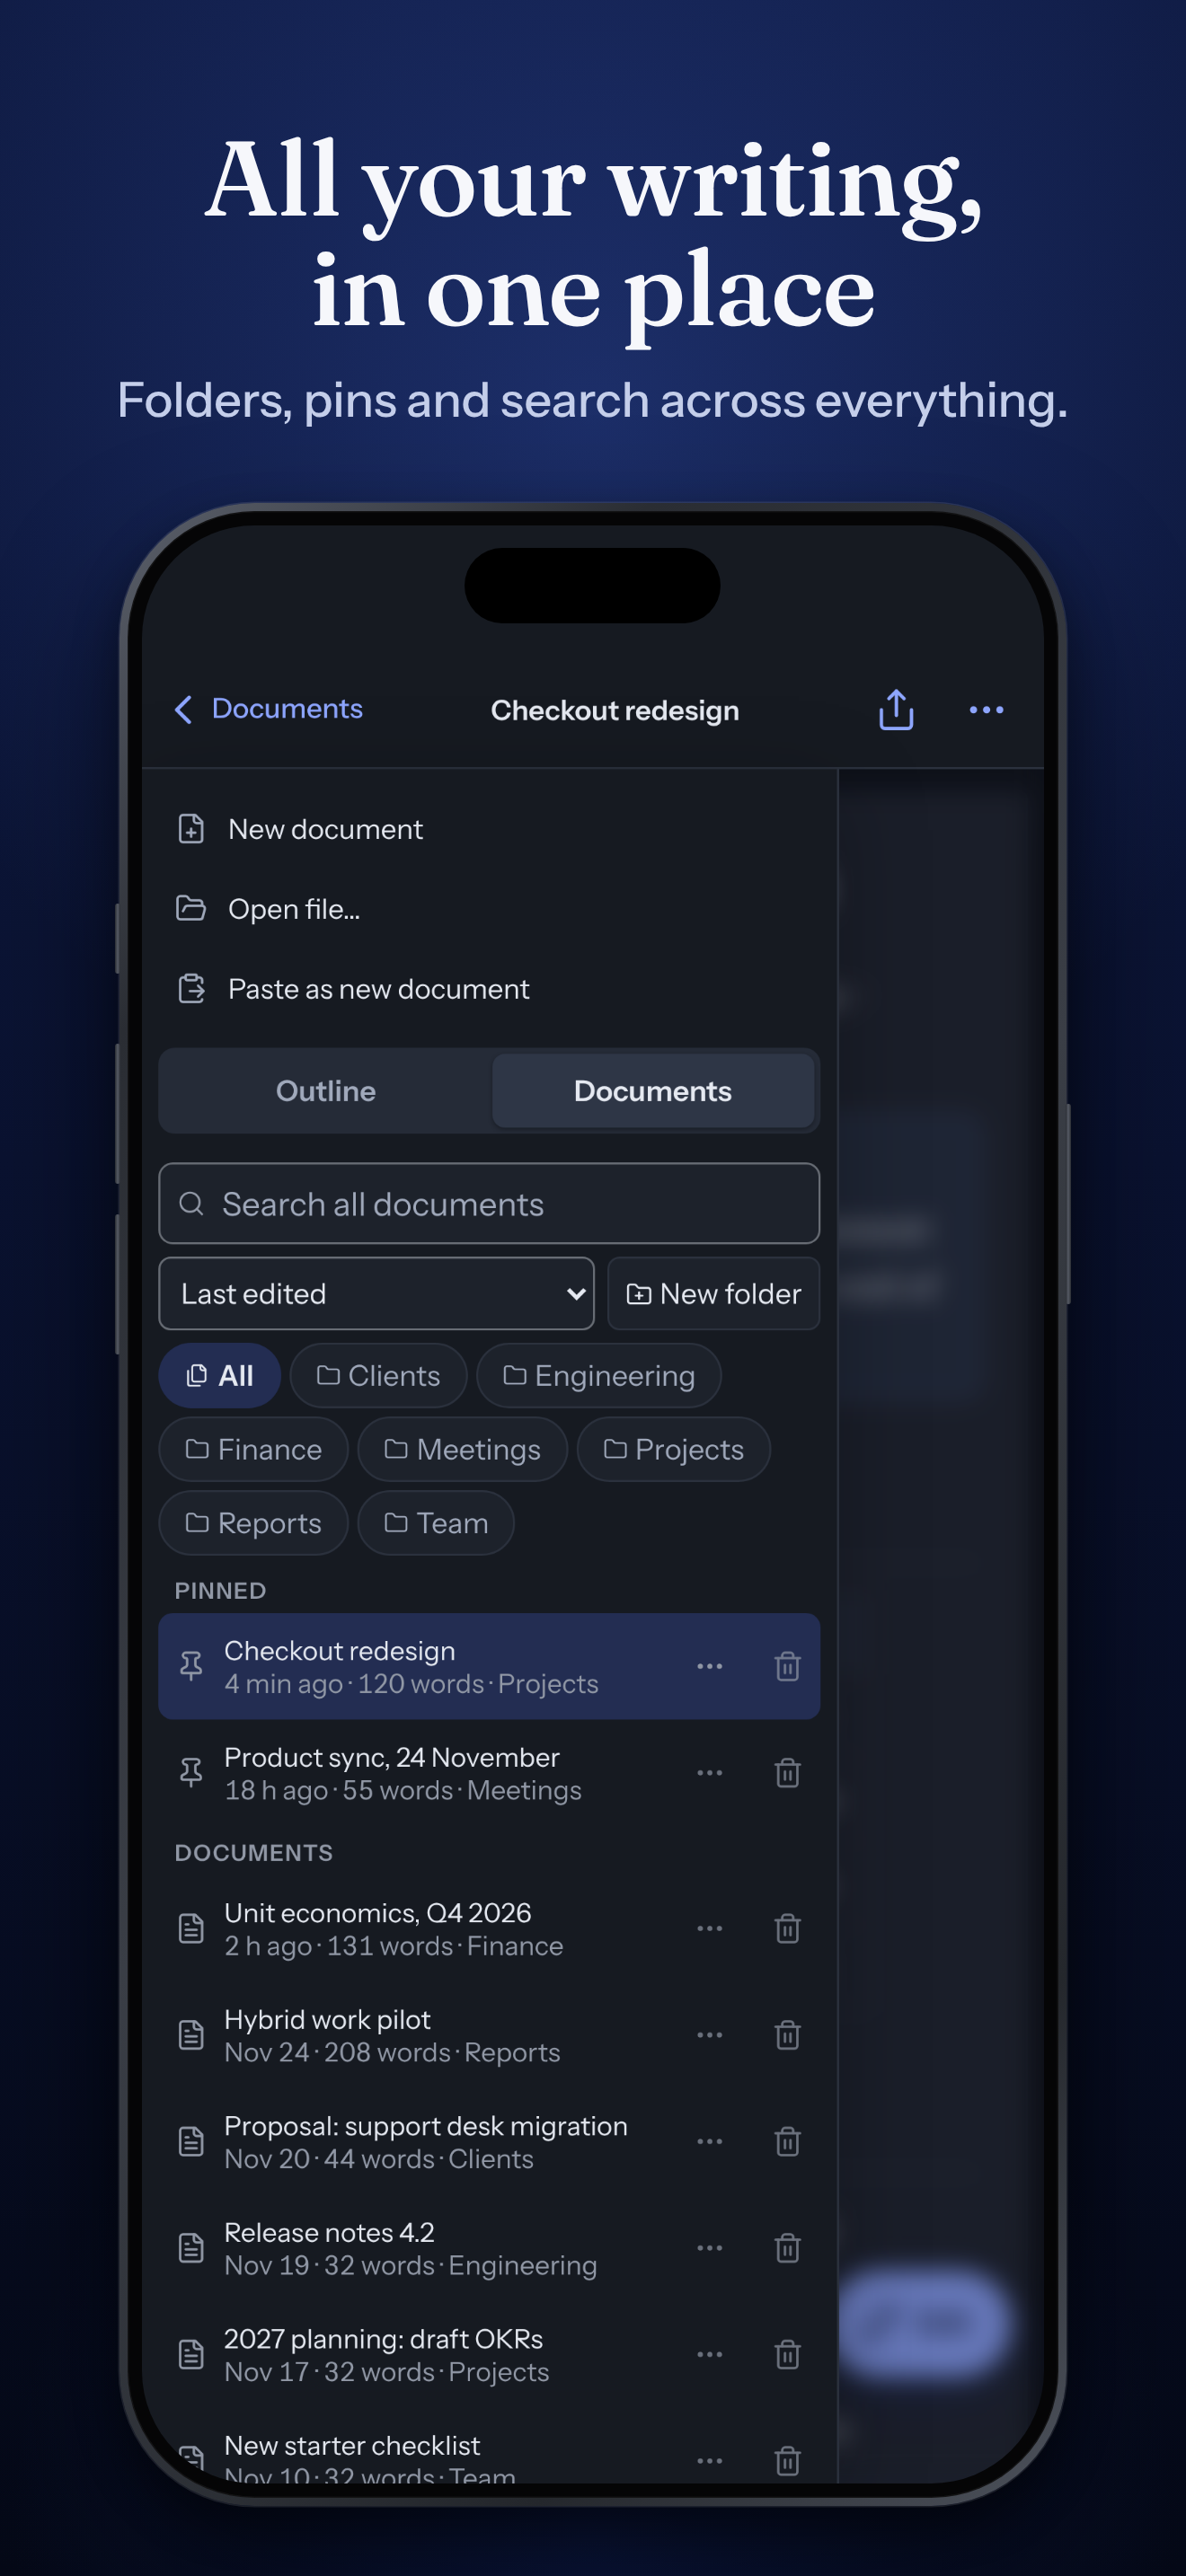 All your writing,
in one place
Folders, pins and search across everything.
Documents
Checkout redesign
New document
Open file...
Paste as new document
Outline
Documents
Search all documents
Last edited
New folder
All
Clients
Engineering
Finance
Meetings
Projects
Reports
Team
PINNED
Checkout redesign
4 min ago · 120 words · Projects
Product sync, 24 November
18 h ago · 55 words · Meetings
DOCUMENTS
Unit economics, Q4 2026
2 h ago · 131 words · Finance
Hybrid work pilot
Nov 24 · 208 words · Reports
Proposal: support desk migration
Nov 20 · 44 words · Clients
Release notes 4.2
Nov 19 · 32 words · Engineering
2027 planning: draft OKRs
Nov 17 · 32 words · Projects
New starter checklist
Nov 10 · 32 words · Team